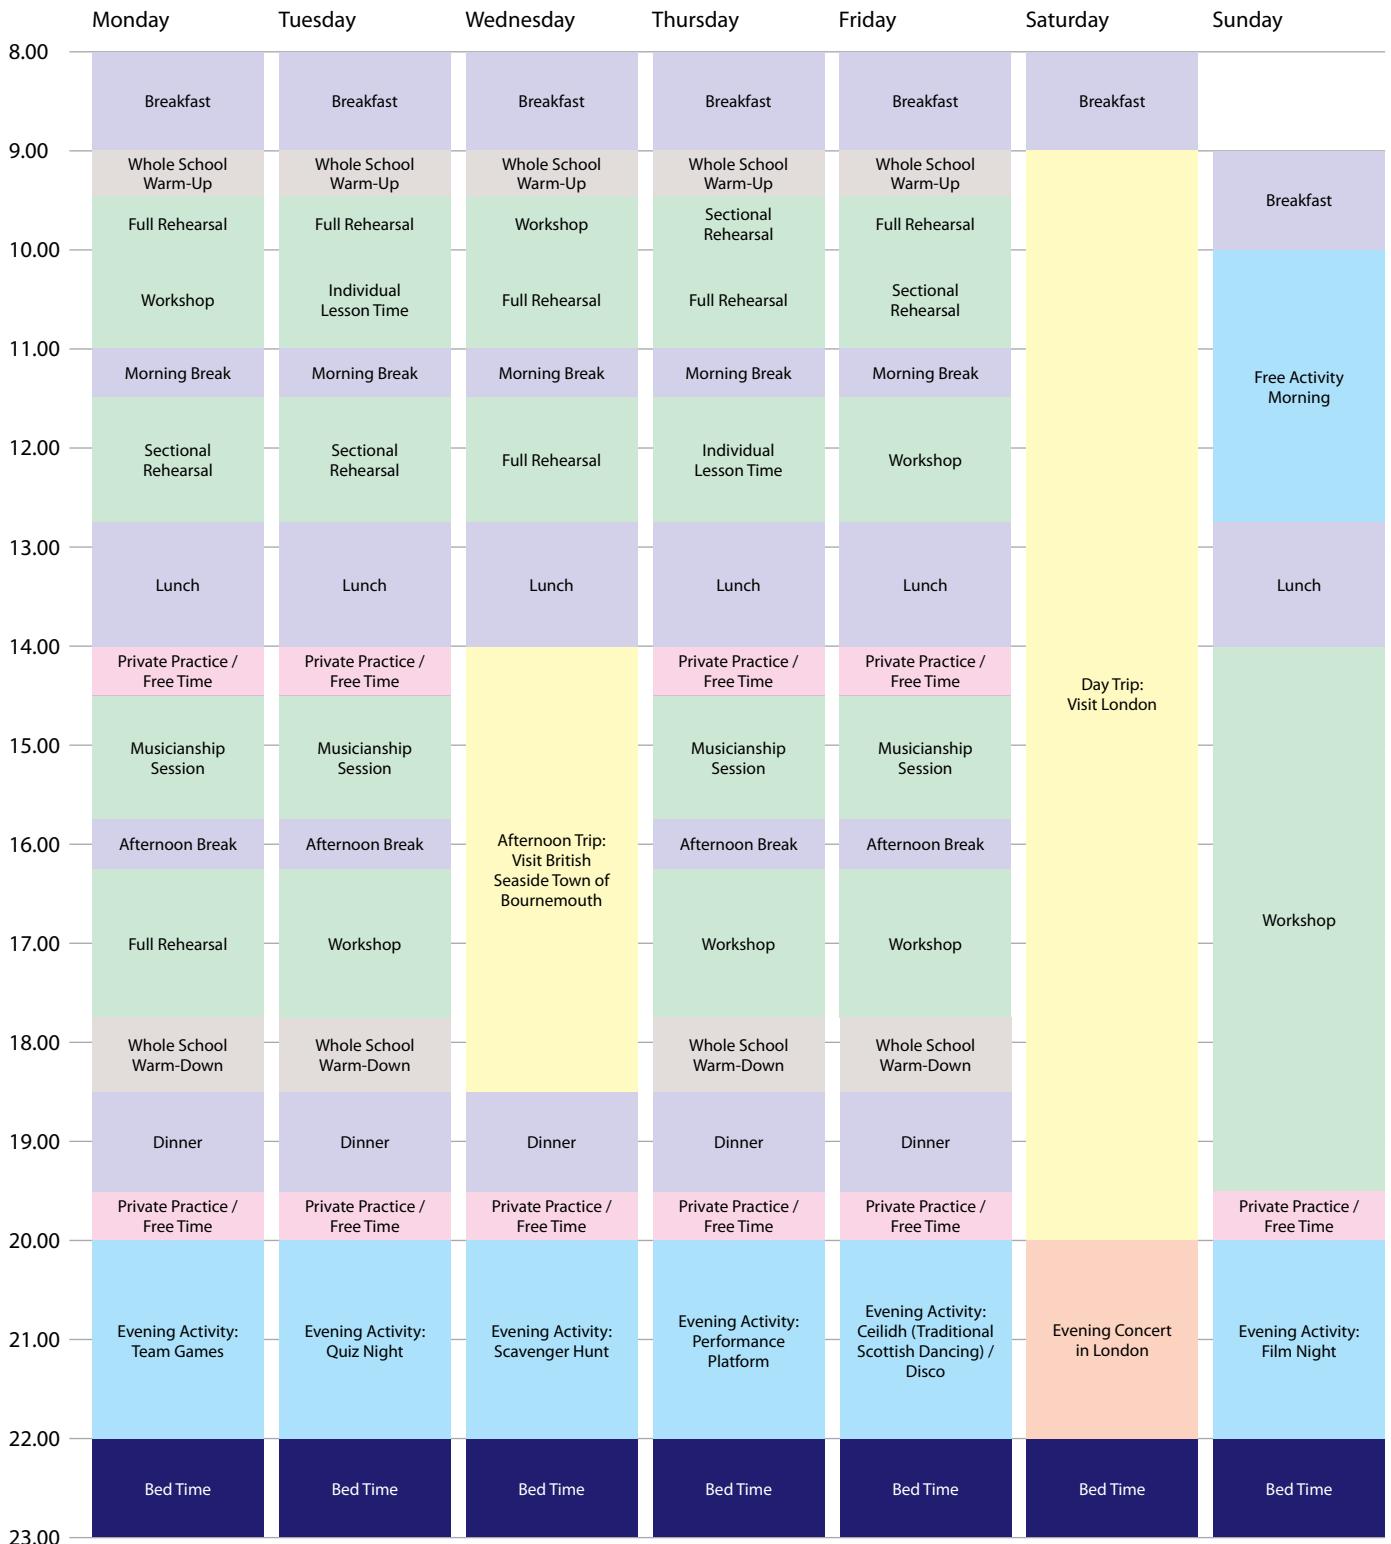 Monday
Tuesday
Wednesday
Thursday
Friday
Saturday
Sunday
8.00
Breakfast
Breakfast
Breakfast
Breakfast
Breakfast
Breakfast
9.00
Whole School
Warm-Up
Whole School
Warm-Up
Whole School
Warm-Up
Whole School
Warm-Up
Whole School
Warm-Up
Breakfast
Full Rehearsal
Full Rehearsal
Workshop
Sectional
Rehearsal
Full Rehearsal
10.00
Workshop
Individual
Lesson Time
Full Rehearsal
Full Rehearsal
Sectional
Rehearsal
11.00
Morning Break
Morning Break
Morning Break
Morning Break
Morning Break
Free Activity
Morning
12.00
Sectional
Rehearsal
Sectional
Rehearsal
Full Rehearsal
Individual
Lesson Time
Workshop
13.00
Lunch
Lunch
Lunch
Lunch
Lunch
Lunch
14.00
Private Practice /
Free Time
Private Practice /
Free Time
Private Practice /
Free Time
Private Practice /
Free Time
Day Trip:
Visit London
15.00
Musicianship
Session
Musicianship
Session
Musicianship
Session
Musicianship
Session
16.00
Afternoon Break
Afternoon Break
Afternoon Trip:
Visit British
Seaside Town of
Bournemouth
Afternoon Break
Afternoon Break
17.00
Full Rehearsal
Workshop
Workshop
Workshop
Workshop
18.00
Whole School
Warm-Down
Whole School
Warm-Down
Whole School
Warm-Down
Whole School
Warm-Down
19.00
Dinner
Dinner
Dinner
Dinner
Dinner
Private Practice /
Free Time
Private Practice /
Free Time
Private Practice /
Free Time
Private Practice /
Free Time
Private Practice /
Free Time
Private Practice /
Free Time
20.00
21.00
Evening Activity:
Team Games
Evening Activity:
Quiz Night
Evening Activity:
Scavenger Hunt
Evening Activity:
Performance
Platform
Evening Activity:
Ceilidh (Traditional
Scottish Dancing) /
Disco
Evening Concert
in London
Evening Activity:
Film Night
22.00
Bed Time
Bed Time
Bed Time
Bed Time
Bed Time
Bed Time
Bed Time
23.00